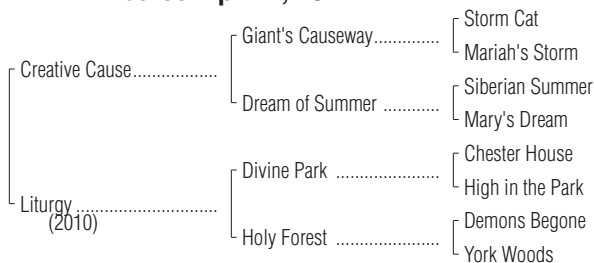 Creative Cause..................
Liturgy ..............................
(2010)
Giant's Causeway..............
Dream of Summer ............
Divine Park ......................
Holy Forest ......................
Storm Cat
Mariah's Storm
Siberian Summer
Mary's Dream
Chester House
High in the Park
Demons Begone
York Woods